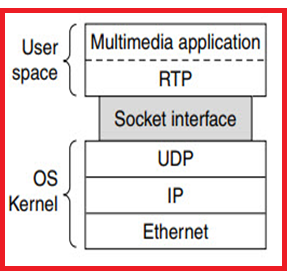 User
space
Multimedia application
RTP
Socket interface
OS
Kernel
UDP
IP
Ethernet